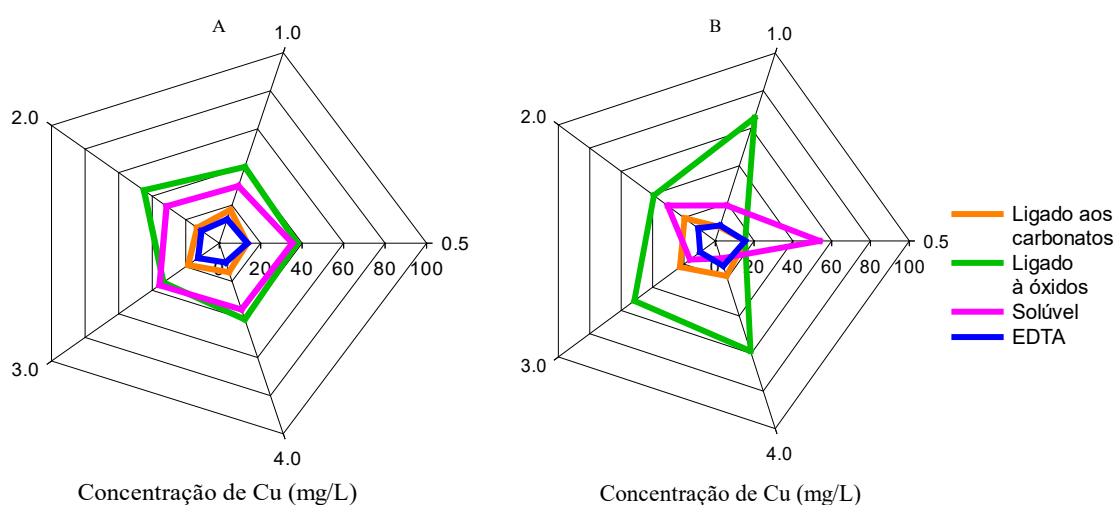 A
1.0
2.0
0.5
0 20 40 60 80 100
3.0
4.0
Concentração de Cu (mg/L)
B
1.0
2.0
0.5
0 20 40 60 80 100
3.0
4.0
Concentração de Cu (mg/L)
Ligado aos
carbonatos
Ligado
à óxidos
Solúvel
EDTA